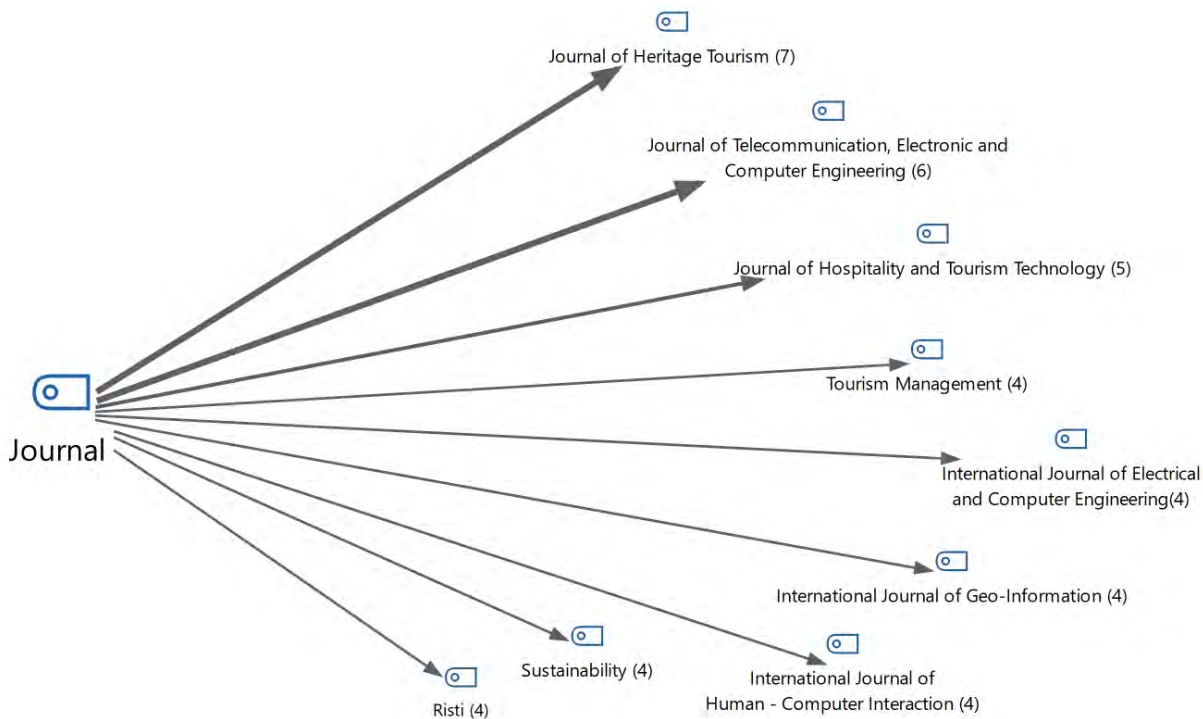 Journal of Heritage Tourism (7)
Journal of Telecommunication, Electronic and
Computer Engineering (6)
Journal of Hospitality and Tourism Technology (5)
Tourism Management (4)
Journal
International Journal of Electrical
and Computer Engineering(4)
International Journal of Geo-Information (4)
Sustainability (4)
International Journal of
Human - Computer Interaction (4)
Risti (4)